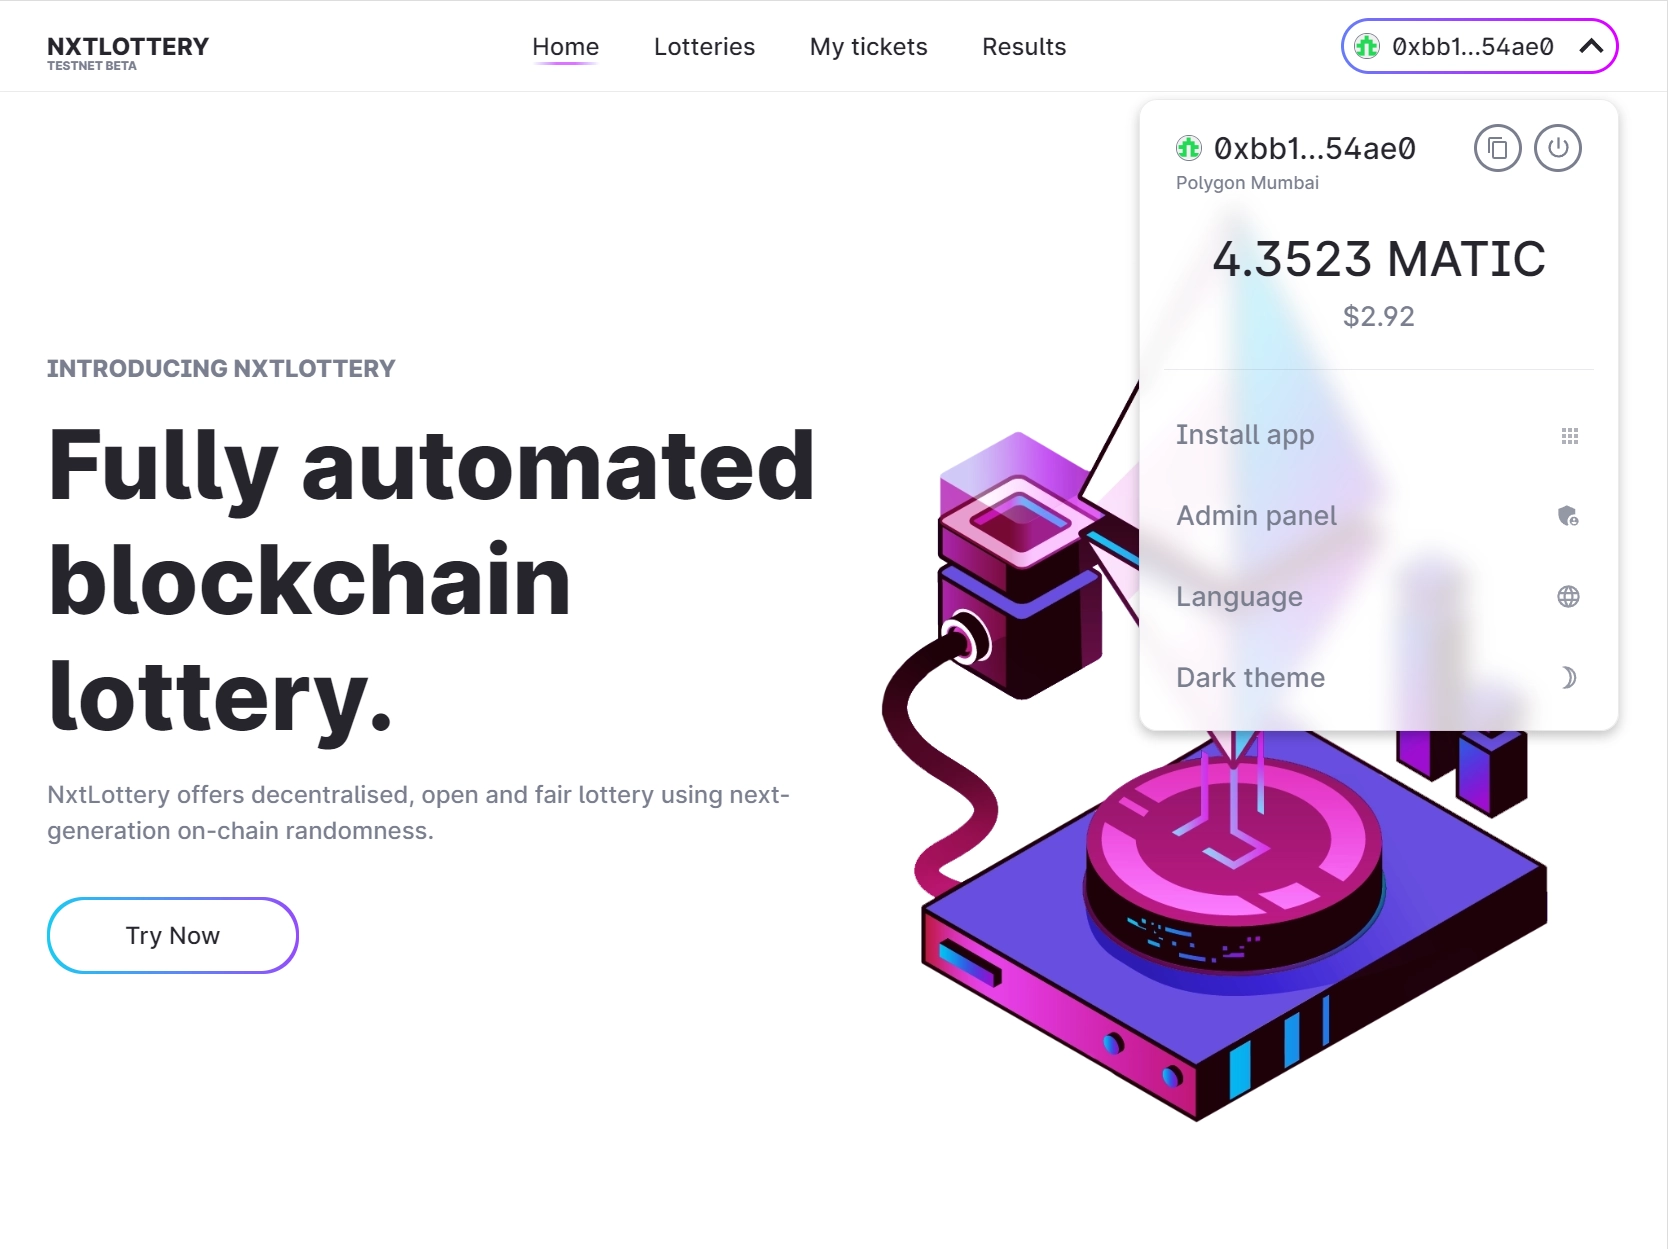 NXTLOTTERY
TESTNET BETA
Home
Lotteries
My tickets
Results
0xbb1...54ae0
0xbb1...54ae0
Polygon Mumbai
4.3523 MATIC
$2.92
Install app
Admin panel
Language
Dark theme
INTRODUCING NXTLOTTERY
Fully automated
blockchain
lottery.
NxtLottery offers decentralised, open and fair lottery using next-
generation on-chain randomness.
Try Now